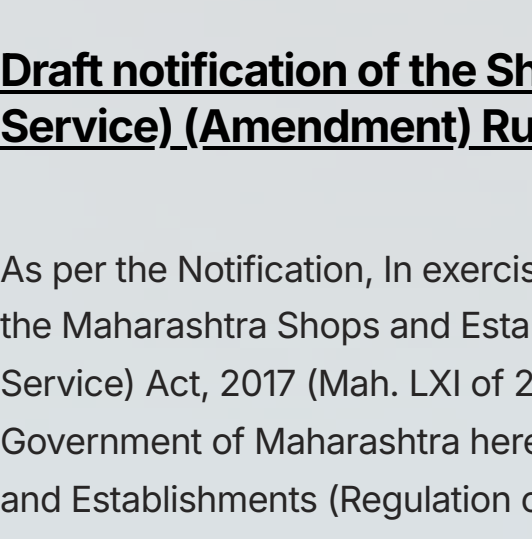 Draft notification of the Sh
Service) (Amendment) Ru
As per the Notification, In exercis
the Maharashtra Shops and Esta
Service) Act, 2017 (Mah. LXI of 2
Government of Maharashtra here
and Establishments (Regulation o